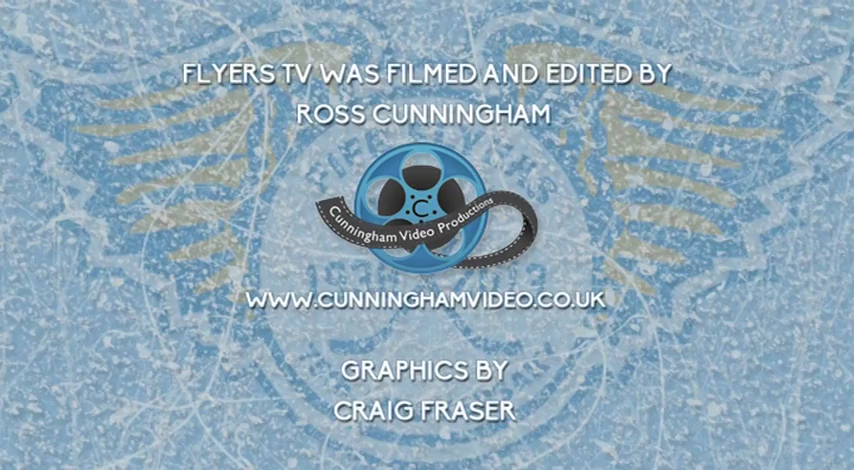 FLYERS TV WAS FILMED AND EDITED BY
ROSS CUNNINGHAM
C
Cunningham Video Productions
WWW.CUNNINGHAMVIDEO.CO.UK
GRAPHICS BY
CRAIG FRASER